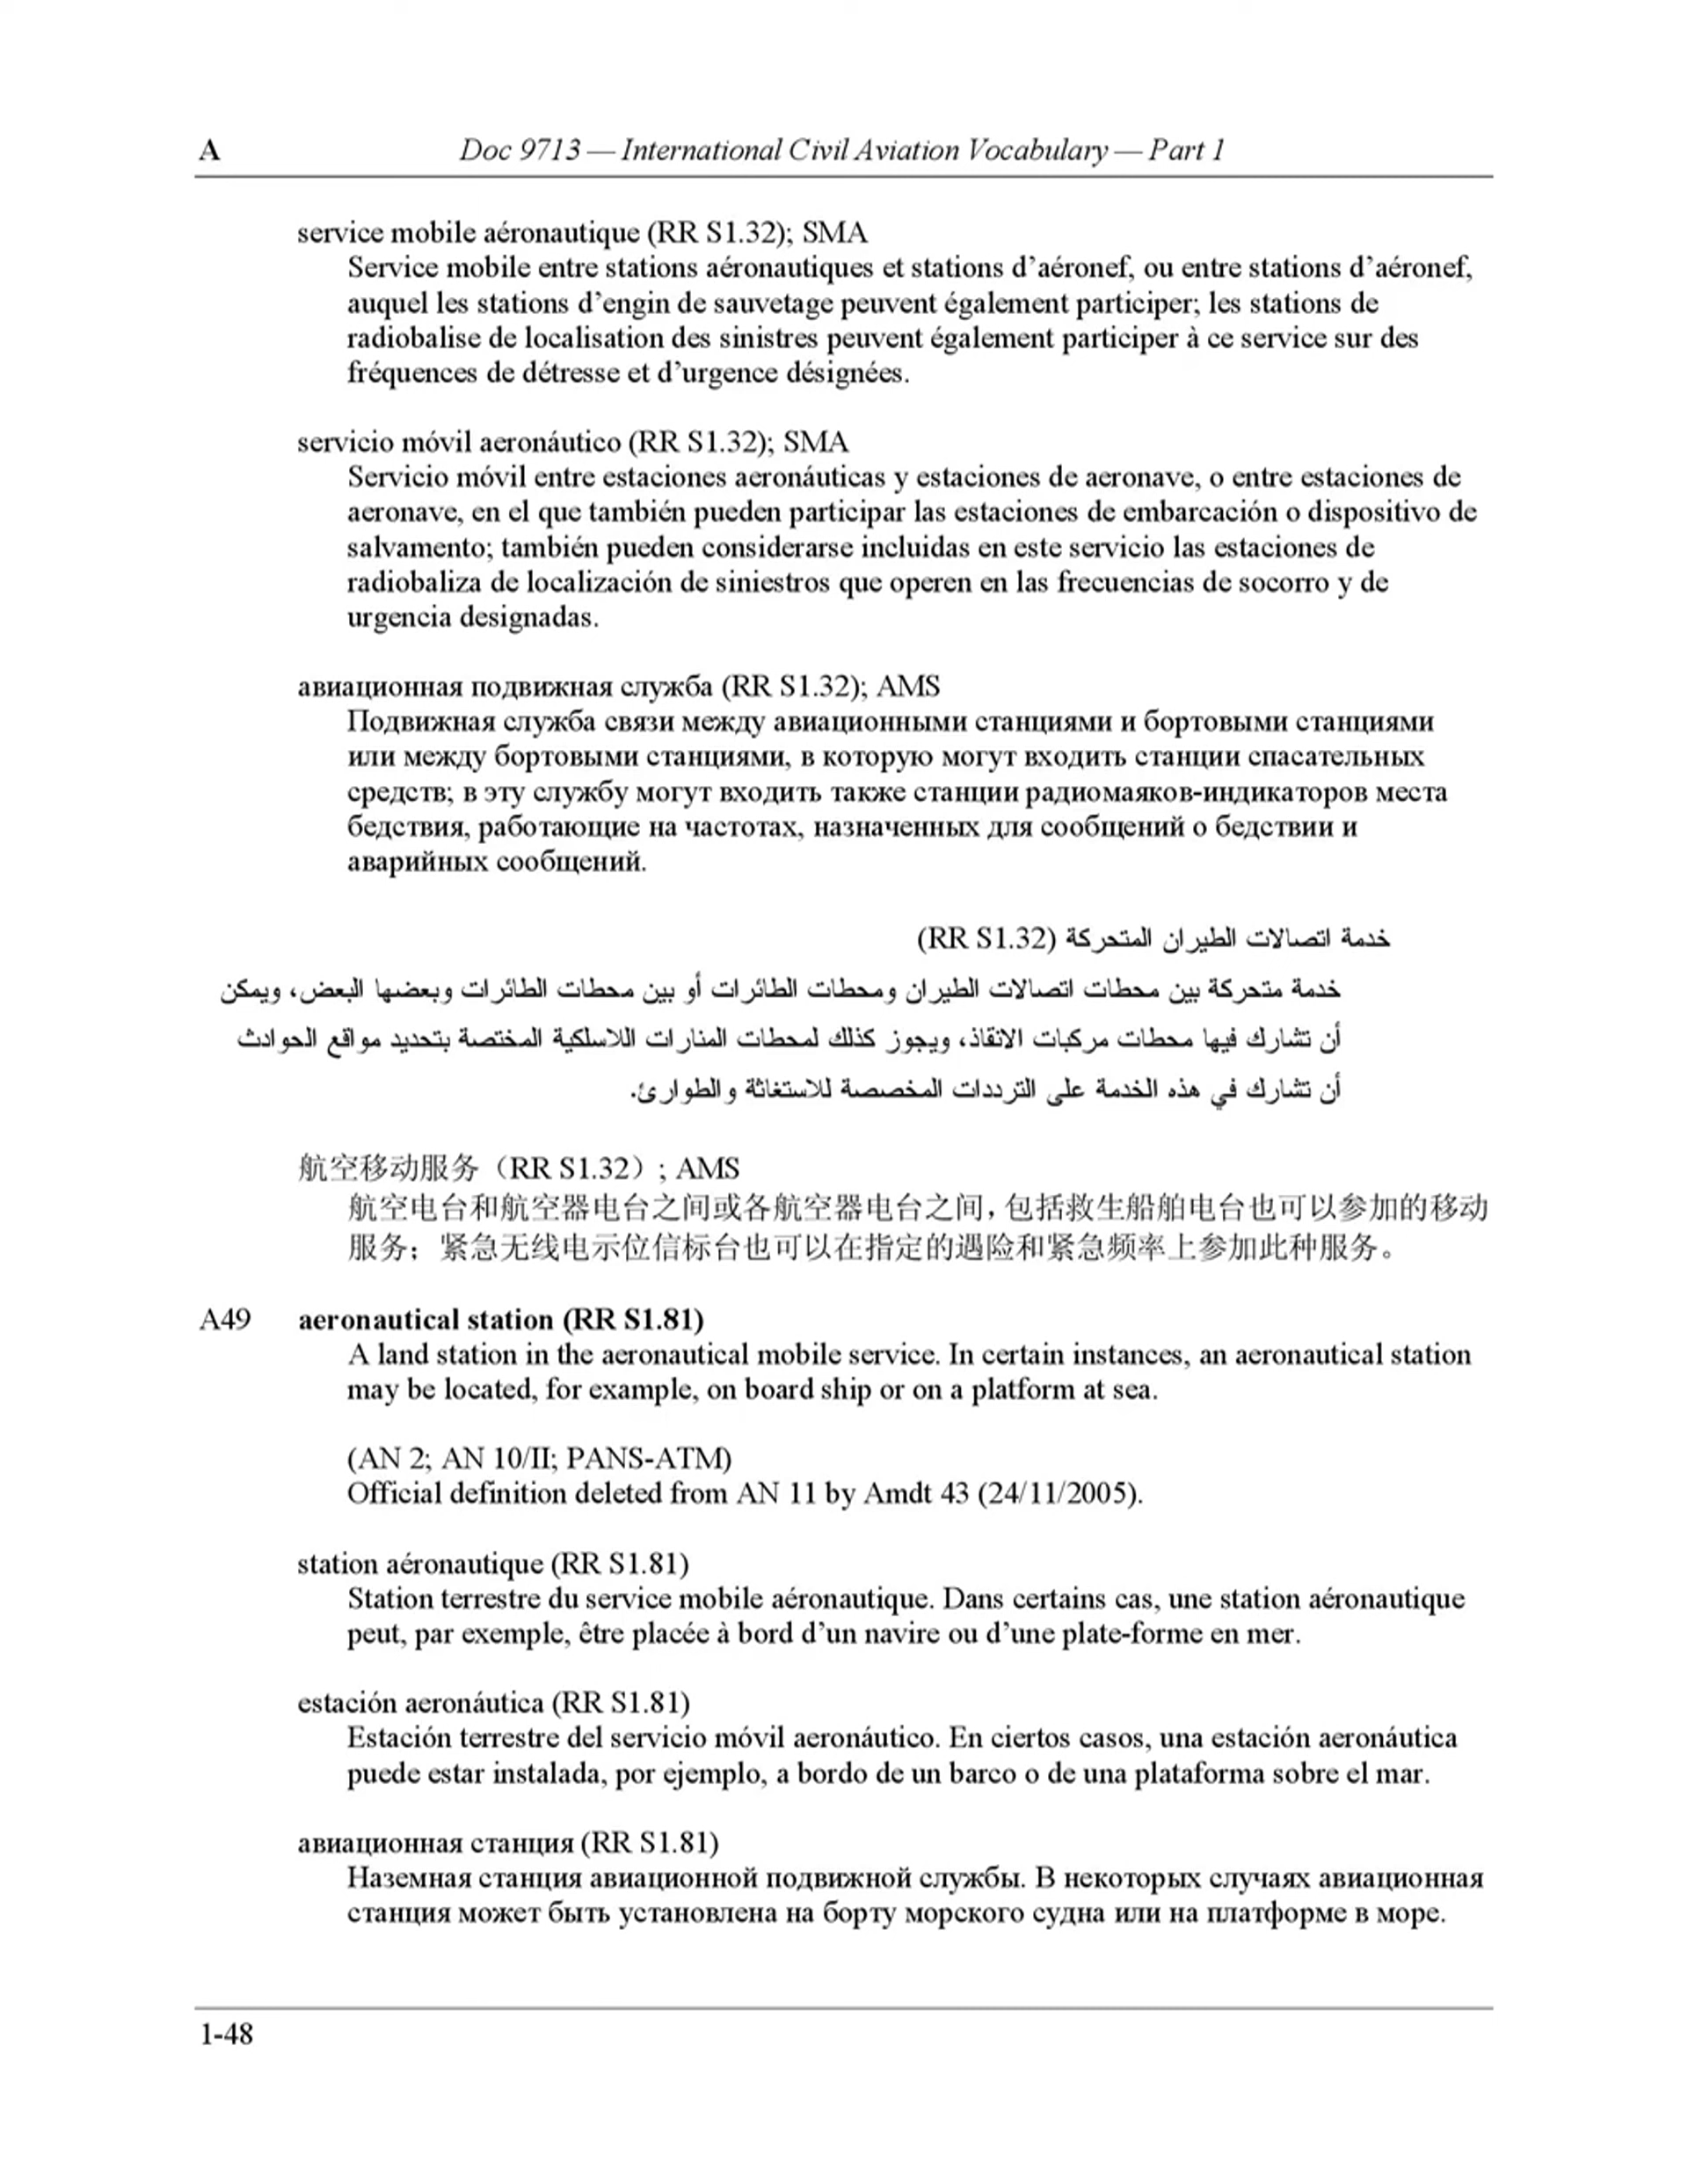 A Doc 9713 — International Civil Aviation Vocabulary — Part 1
service mobile aéronautique (RR S1.32); SMA
Service mobile entre stations aéronautiques et stations d’aéronef, ou entre stations d’aéronef,
auquel les stations d’engin de sauvetage peuvent également participer; les stations de
radiobalise de localisation des sinistres peuvent également participer à ce service sur des
fréquences de détresse et d’urgence désignées.
servicio móvil aeronáutico (RR S1.32); SMA
Servicio móvil entre estaciones aeronáuticas y estaciones de aeronave, o entre estaciones de
aeronave, en el que también pueden participar las estaciones de embarcación o dispositivo de
salvamento; también pueden considerarse incluidas en este servicio las estaciones de
radiobaliza de localización de siniestros que operen en las frecuencias de socorro y de
urgencia designadas.
авиационная подвижная служба (RR S1.32); AMS
Подвижная служба связи между авиационными станциями и бортовыми станциями
или между бортовыми станциями, в которую могут входить станции спасательных
средств; в эту службу могут входить также станции радиомаяков-индикаторов места
бедствия, работающие на частотах, назначенных для сообщений о бедствии и
аварийных сообщений.
خدمة اتصالات الطيران المتحركة (RR S1.32)
خدمة متحركة بين محطات اتصالات الطيران ومحطات الطائرات أو بين محطات الطائرات وبعضها البعض، ويمكن
أن تشارك فيها محطات مركبات الانقاذ، ويجوز كذلك لمحطات المنارات اللاسلكية المختصة بتحديد مواقع الحوادث
أن تشارك في هذه الخدمة على الترددات المخصصة للاستغاثة والطوارئ.
航空移动服务（RR S1.32）; AMS
航空电台和航空器电台之间或各航空器电台之间，包括救生船舶电台也可以参加的移动
服务；紧急无线电示位信标台也可以在指定的遇险和紧急频率上参加此种服务。
A49 aeronautical station (RR S1.81)
A land station in the aeronautical mobile service. In certain instances, an aeronautical station
may be located, for example, on board ship or on a platform at sea.
(AN 2; AN 10/II; PANS-ATM)
Official definition deleted from AN 11 by Amdt 43 (24/11/2005).
station aéronautique (RR S1.81)
Station terrestre du service mobile aéronautique. Dans certains cas, une station aéronautique
peut, par exemple, être placée à bord d’un navire ou d’une plate-forme en mer.
estación aeronáutica (RR S1.81)
Estación terrestre del servicio móvil aeronáutico. En ciertos casos, una estación aeronáutica
puede estar instalada, por ejemplo, a bordo de un barco o de una plataforma sobre el mar.
авиационная станция (RR S1.81)
Наземная станция авиационной подвижной службы. В некоторых случаях авиационная
станция может быть установлена на борту морского судна или на платформе в море.
1-48